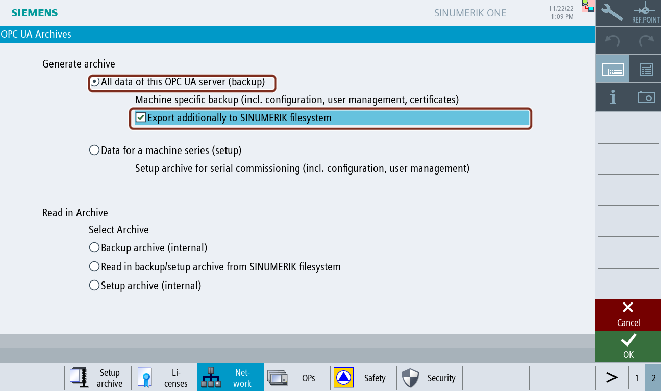 SIEMENS
SINUMERIK ONE
11/23/22
1:09 PM
REF.POINT
OPC UA Archives
Generate archive
All data of this OPC UA server (backup)
Machine specific backup (incl. configuration, user management, certificates)
Export additionally to SINUMERIK filesystem
Data for a machine series (setup)
Setup archive for serial commissioning (incl. configuration, user management)
Read in Archive
Select Archive
Backup archive (internal)
Read in backup/setup archive from SINUMERIK filesystem
Setup archive (internal)
Cancel
OK
Setup
archive
Li-
censes
Net-
work
OPs
Safety
Security
1
2